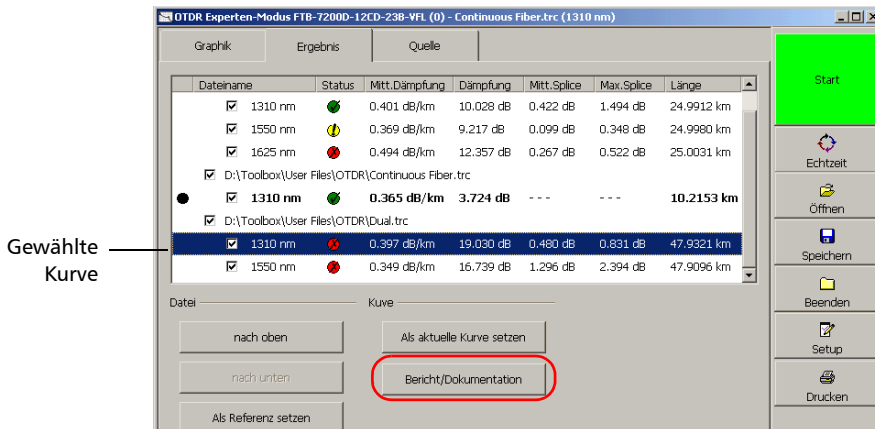 OTDR Experten-Modus FTB-7200D-12CD-23B-VFL (0) - Continuous Fiber.trc (1310 nm)
Graphik Ergebnis Quelle
Dateiname Status Mitt.Dämpfung Dämpfung Mitt.Splice Max.Splice Länge
1310 nm 0.401 dB/km 10.028 dB 0.422 dB 1.494 dB 24.9912 km
1550 nm 0.369 dB/km 9.217 dB 0.099 dB 0.348 dB 24.9980 km
1625 nm 0.494 dB/km 12.357 dB 0.267 dB 0.522 dB 25.0031 km
D:\Toolbox\User Files\OTDR\Continuous Fiber.trc
1310 nm 0.365 dB/km 3.724 dB --- --- 10.2153 km
D:\Toolbox\User Files\OTDR\Dual.trc
1310 nm 0.397 dB/km 19.030 dB 0.480 dB 0.831 dB 47.9321 km
1550 nm 0.349 dB/km 16.739 dB 1.296 dB 2.394 dB 47.9096 km
Gewählte
Kurve
Datei Kuve
nach oben Als aktuelle Kurve setzen
nach unten Bericht/Dokumentation
Als Referenz setzen
Start
Echtzeit
Öffnen
Speichern
Beenden
Setup
Drucken